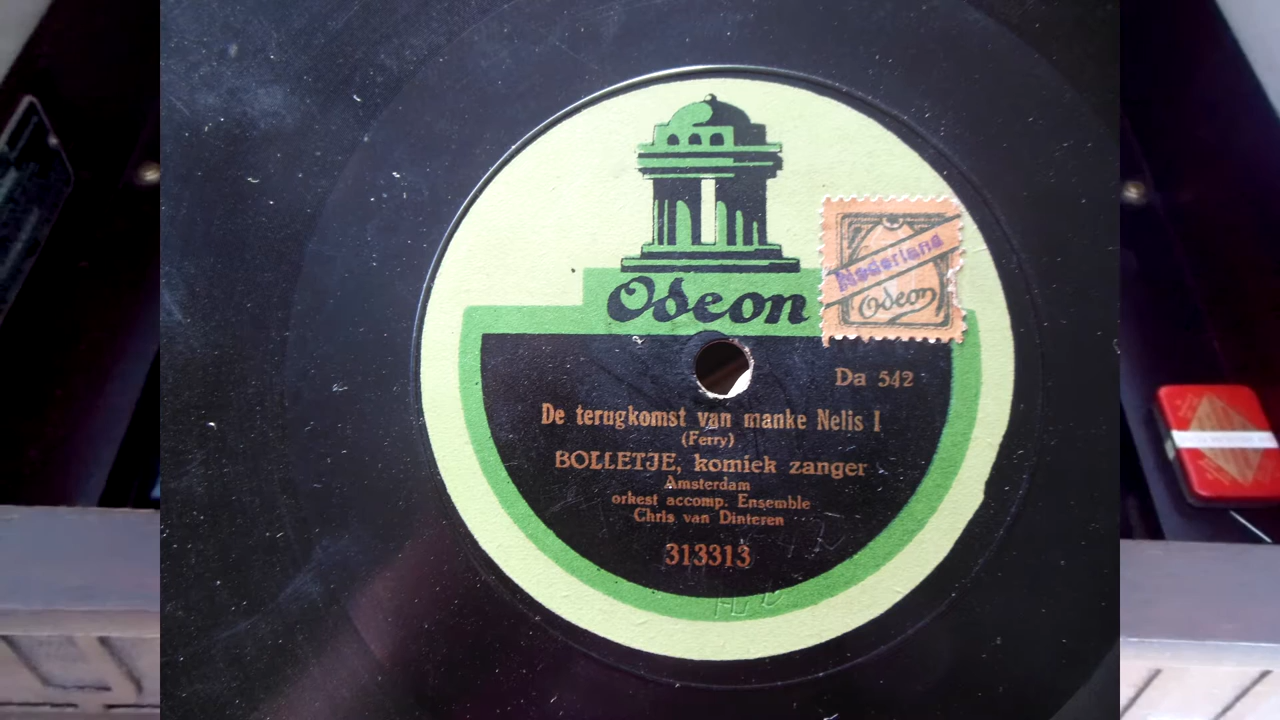 Odeon
Nederland
Odeon
Da 542
De terugkomst van manke Nelis I
(Ferry)
BOLLETJE, komiek zanger
Amsterdam
orkest accomp. Ensemble
Chris van Dinteren
313313